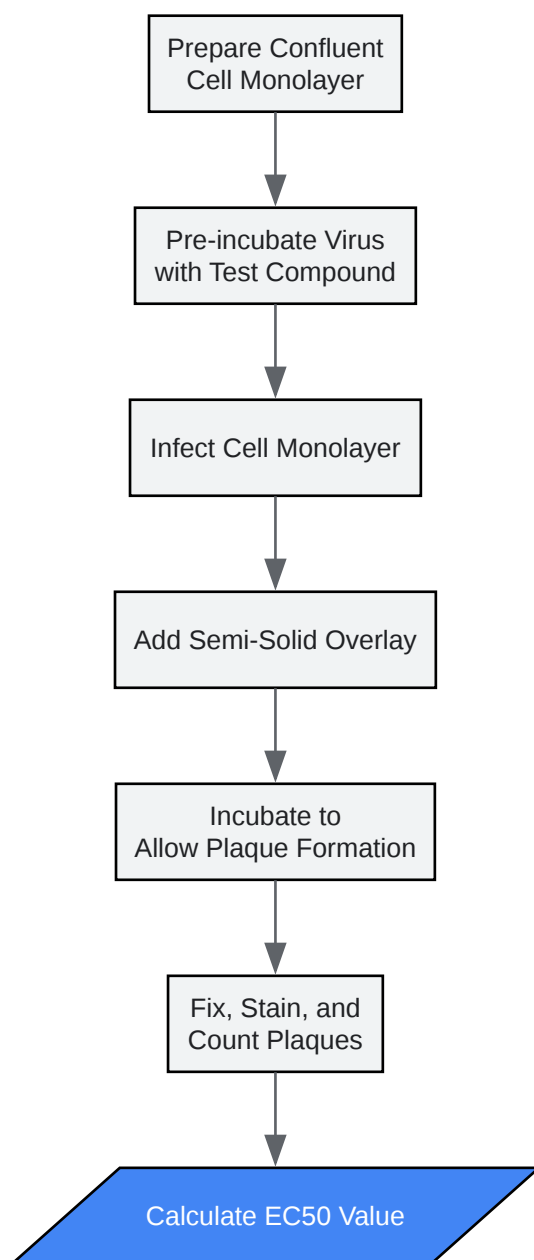 Prepare Confluent
Cell Monolayer
Pre-incubate Virus
with Test Compound
Infect Cell Monolayer
Add Semi-Solid Overlay
Incubate to
Allow Plaque Formation
Fix, Stain, and
Count Plaques
Calculate EC50 Value